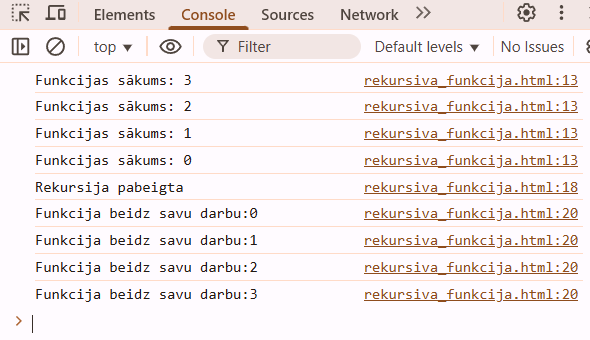 Elements Console Sources Network
top Filter Default levels No Issues
Funkcijas sākums: 3 rekursiva_funkcija.html:13
Funkcijas sākums: 2 rekursiva_funkcija.html:13
Funkcijas sākums: 1 rekursiva_funkcija.html:13
Funkcijas sākums: 0 rekursiva_funkcija.html:13
Rekursija pabeigta rekursiva_funkcija.html:18
Funkcija beidz savu darbu:0 rekursiva_funkcija.html:20
Funkcija beidz savu darbu:1 rekursiva_funkcija.html:20
Funkcija beidz savu darbu:2 rekursiva_funkcija.html:20
Funkcija beidz savu darbu:3 rekursiva_funkcija.html:20